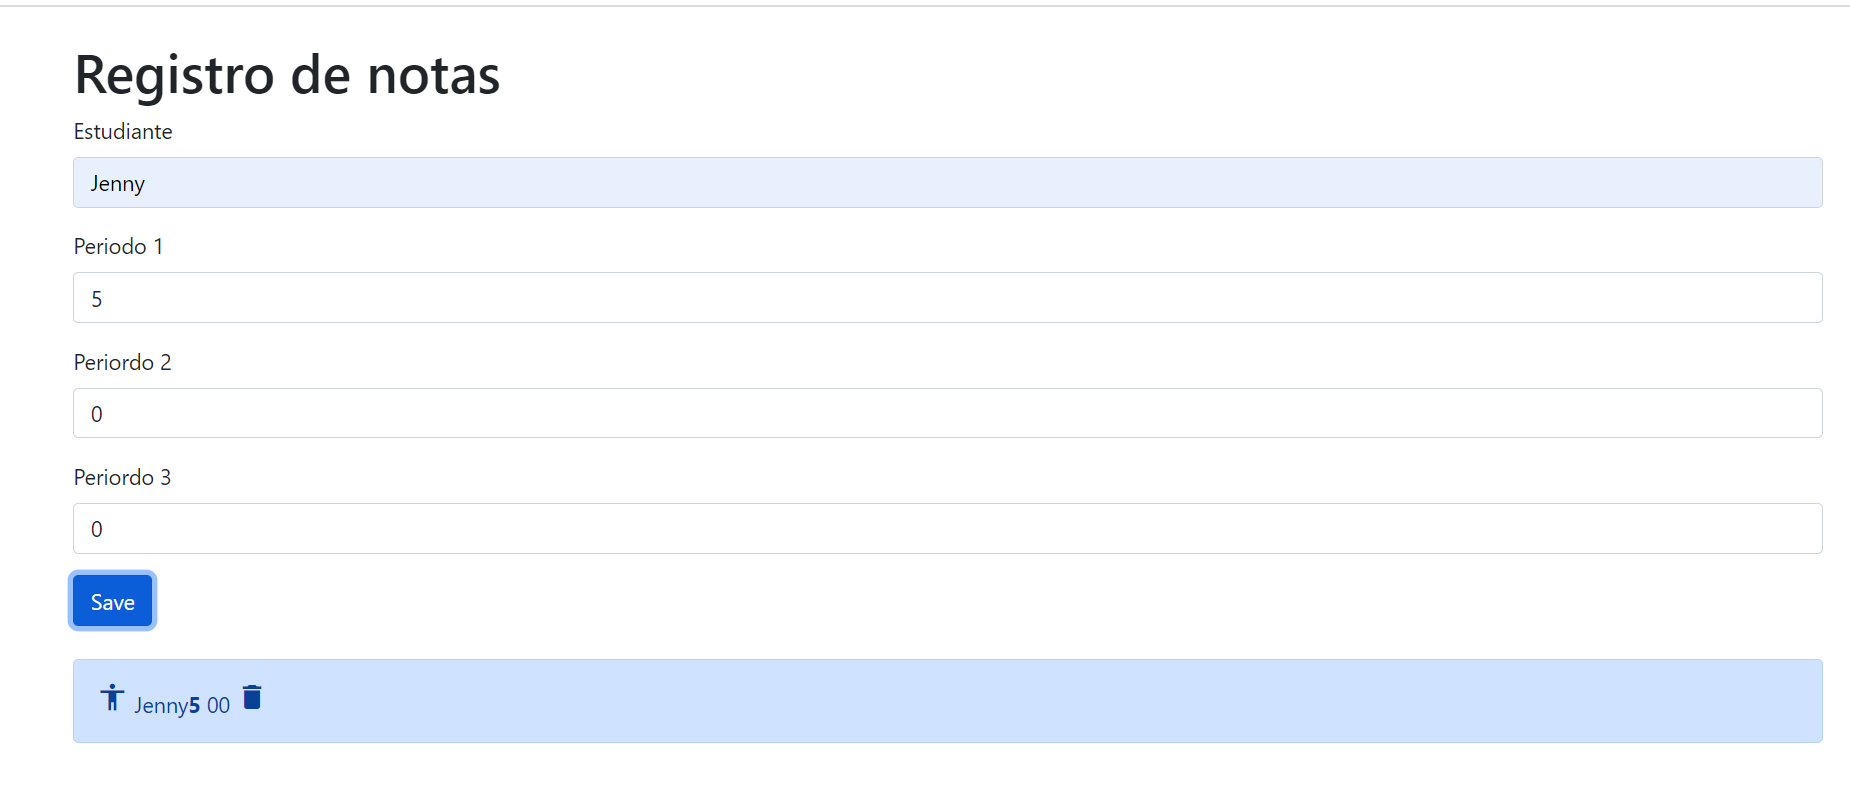 Registro de notas
Estudiante
Jenny
Periodo 1
5
Periordo 2
0
Periordo 3
0
Save
Jenny5 00